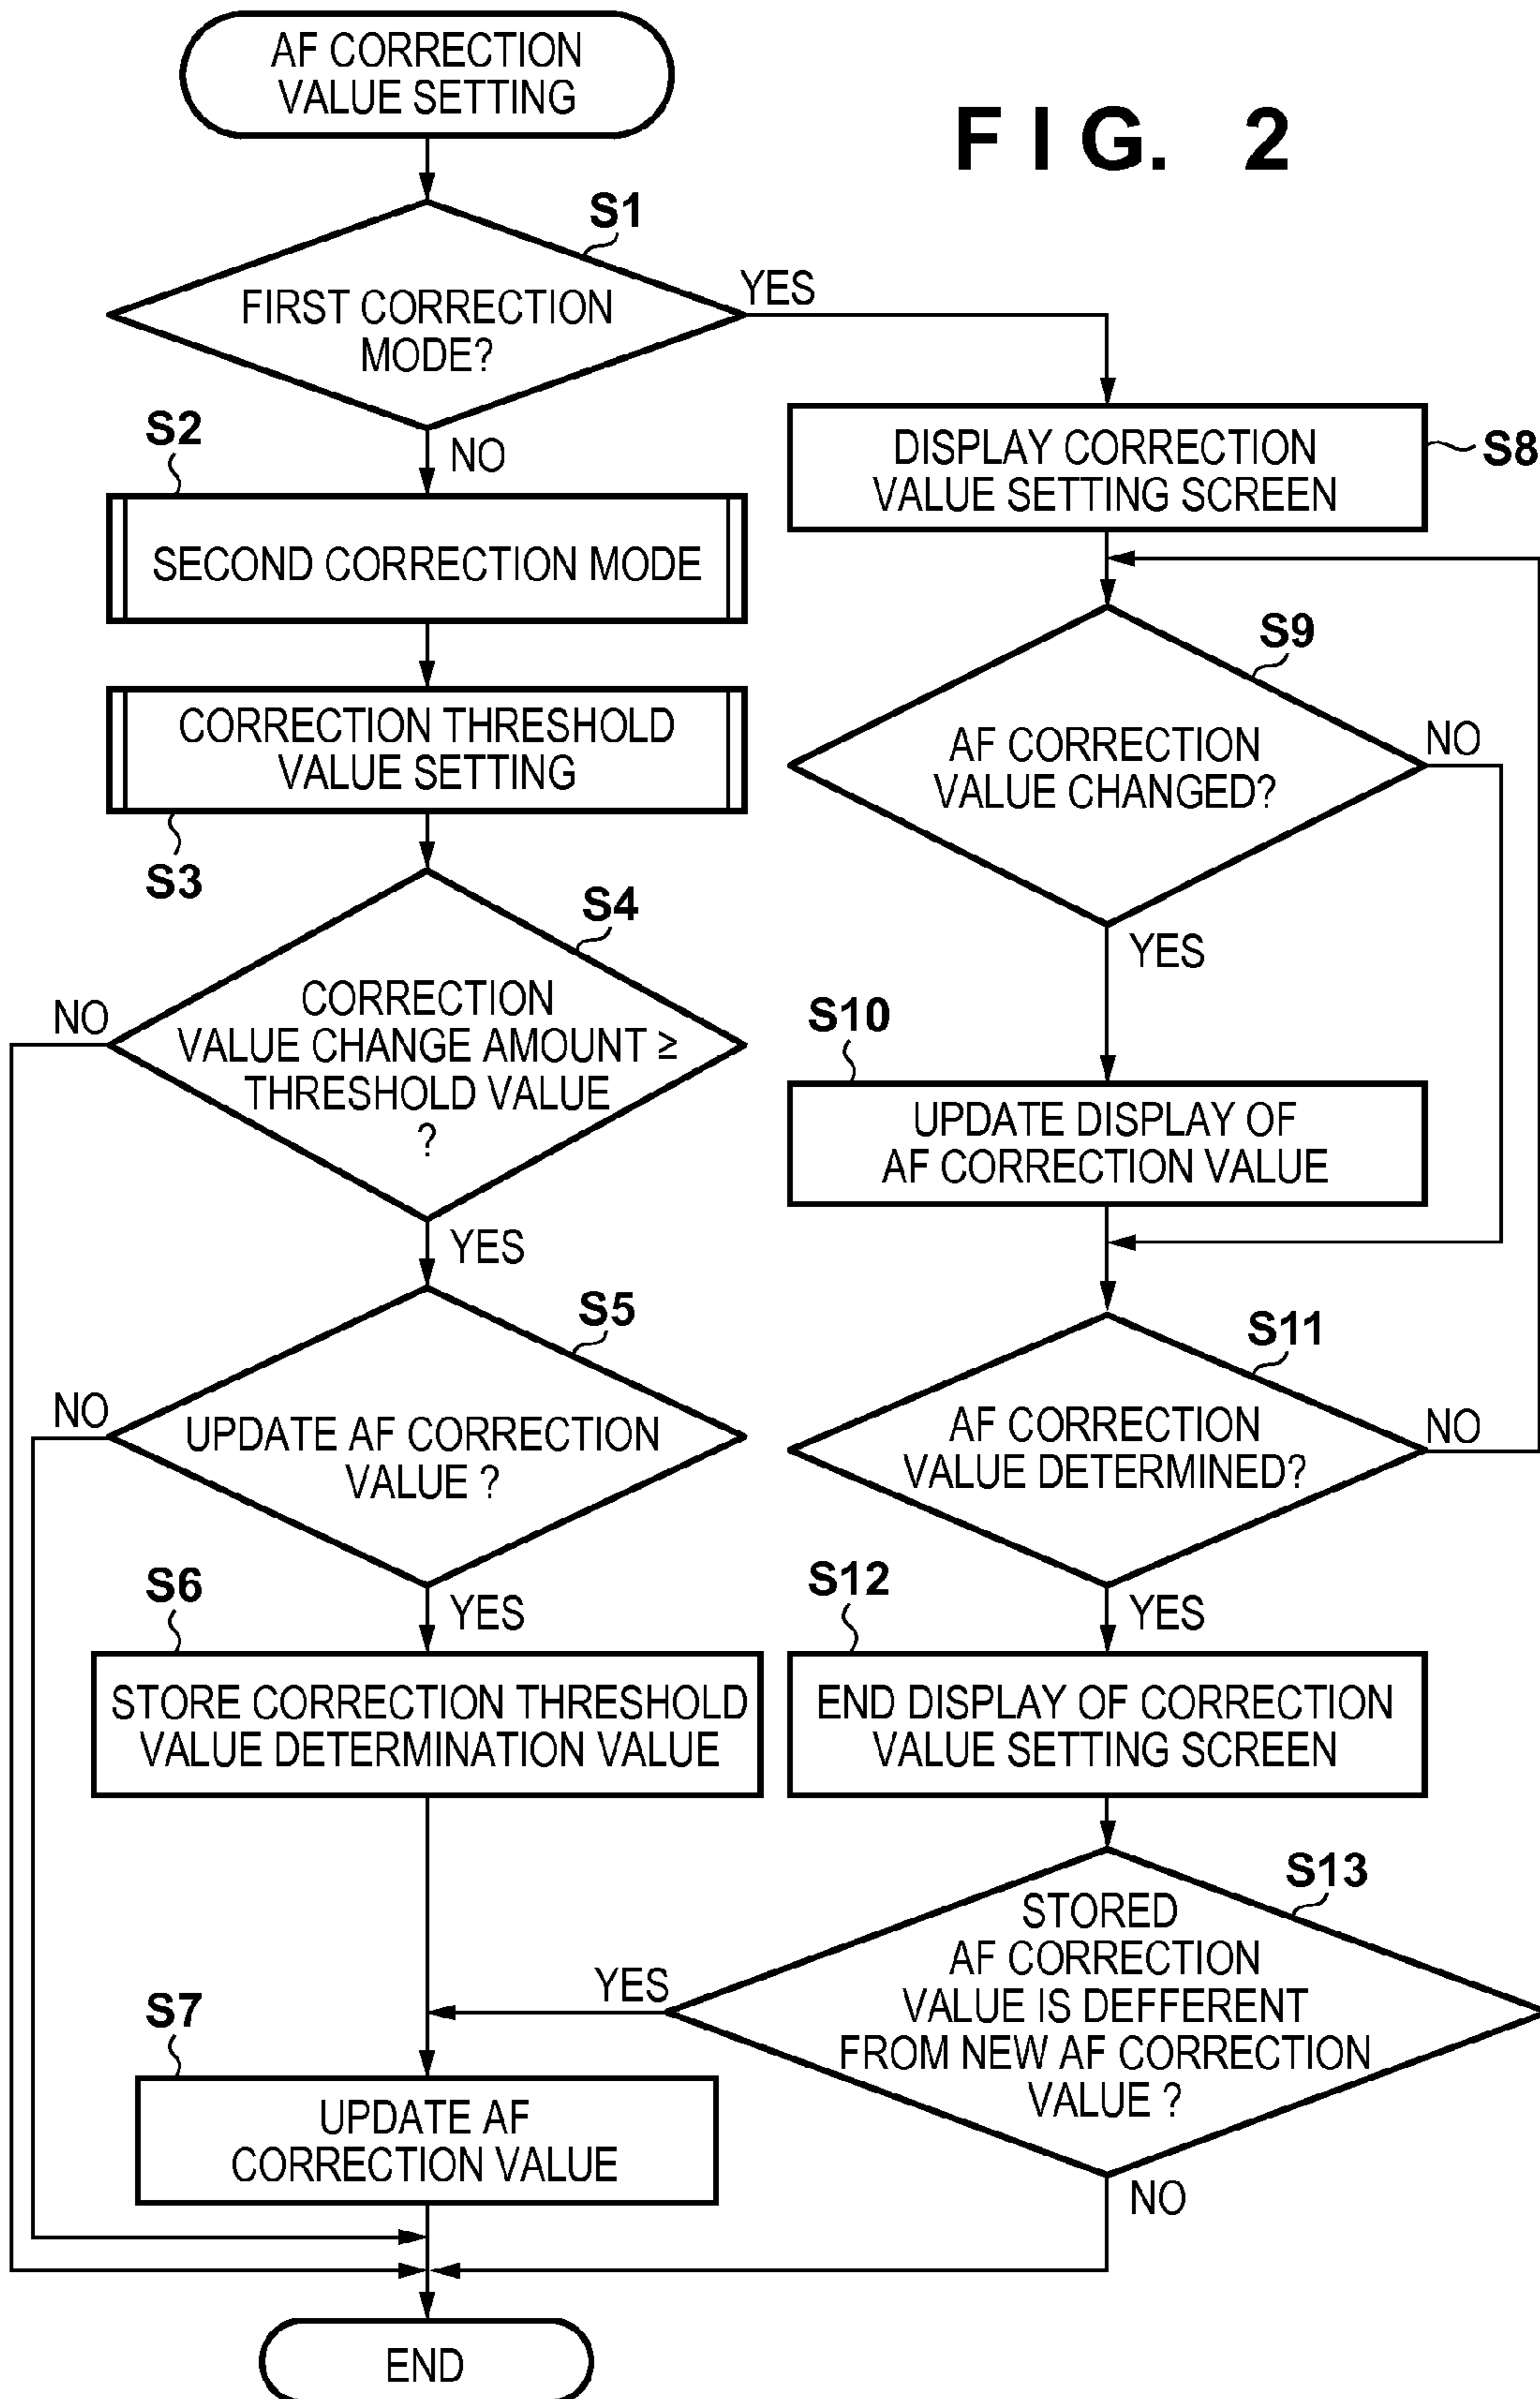 AF CORRECTION
VALUE SETTING
FIG. 2
S1
FIRST CORRECTION
MODE?
YES
NO
S2
SECOND CORRECTION MODE
CORRECTION THRESHOLD
VALUE SETTING
S3
S4
CORRECTION
VALUE CHANGE AMOUNT ≥
THRESHOLD VALUE
?
NO
YES
S5
UPDATE AF CORRECTION
VALUE ?
NO
YES
S6
STORE CORRECTION THRESHOLD
VALUE DETERMINATION VALUE
S7
UPDATE AF
CORRECTION VALUE
END
DISPLAY CORRECTION
VALUE SETTING SCREEN
S8
S9
AF CORRECTION
VALUE CHANGED?
NO
YES
S10
UPDATE DISPLAY OF
AF CORRECTION VALUE
S11
AF CORRECTION
VALUE DETERMINED?
NO
YES
S12
END DISPLAY OF CORRECTION
VALUE SETTING SCREEN
S13
STORED
AF CORRECTION
VALUE IS DEFFERENT
FROM NEW AF CORRECTION
VALUE ?
YES
NO